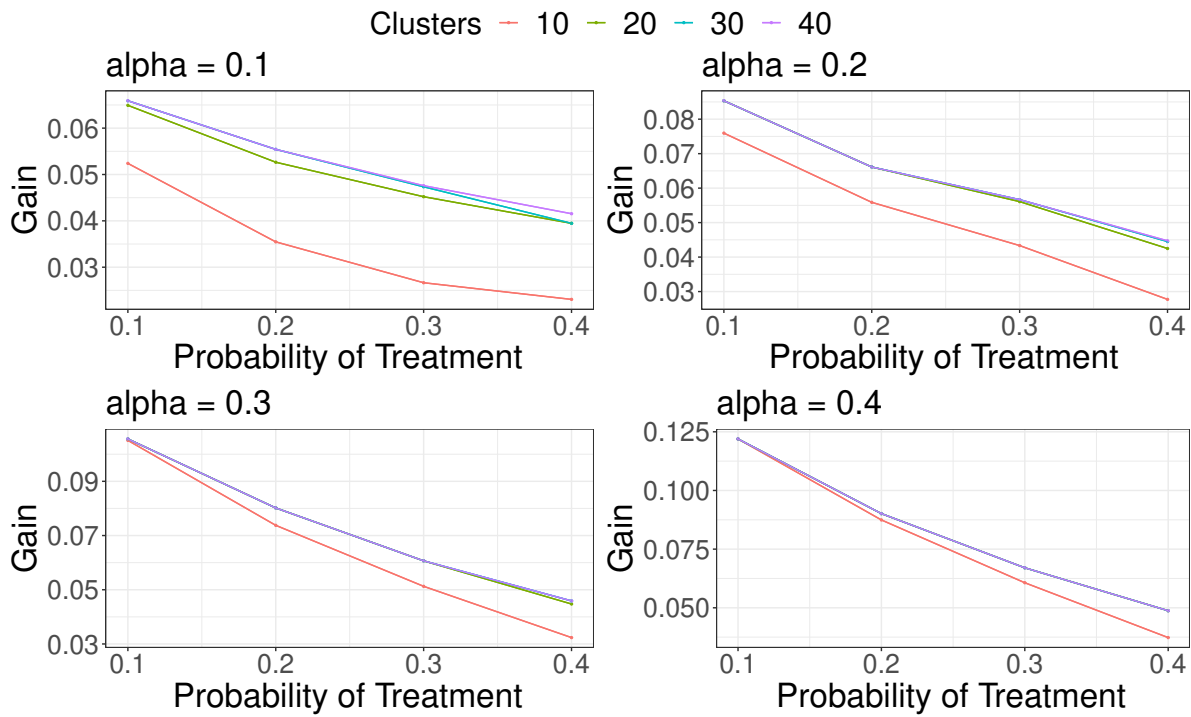 Clusters 10 20 30 40
alpha = 0.1
0.06
0.05
0.04
0.03
Gain
0.1 0.2 0.3 0.4
Probability of Treatment
alpha = 0.2
0.08
0.07
0.06
0.05
0.04
0.03
Gain
0.1 0.2 0.3 0.4
Probability of Treatment
alpha = 0.3
0.09
0.07
0.05
0.03
Gain
0.1 0.2 0.3 0.4
Probability of Treatment
alpha = 0.4
0.125
0.100
0.075
0.050
Gain
0.1 0.2 0.3 0.4
Probability of Treatment